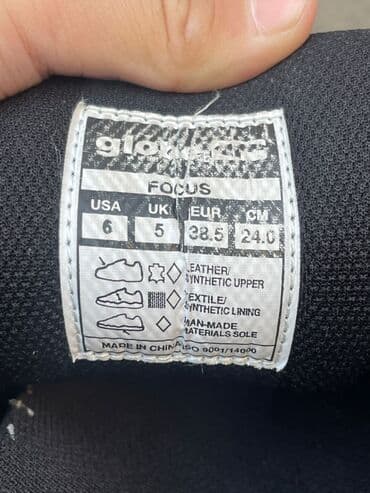 FOCUS
USA UK EUR CM
6 5 38.5 24.0
LEATHER/
SYNTHETIC UPPER
TEXTILE/
SYNTHETIC LINING
MAN-MADE
MATERIALS SOLE
MADE IN CHINA ISO 9001/14000